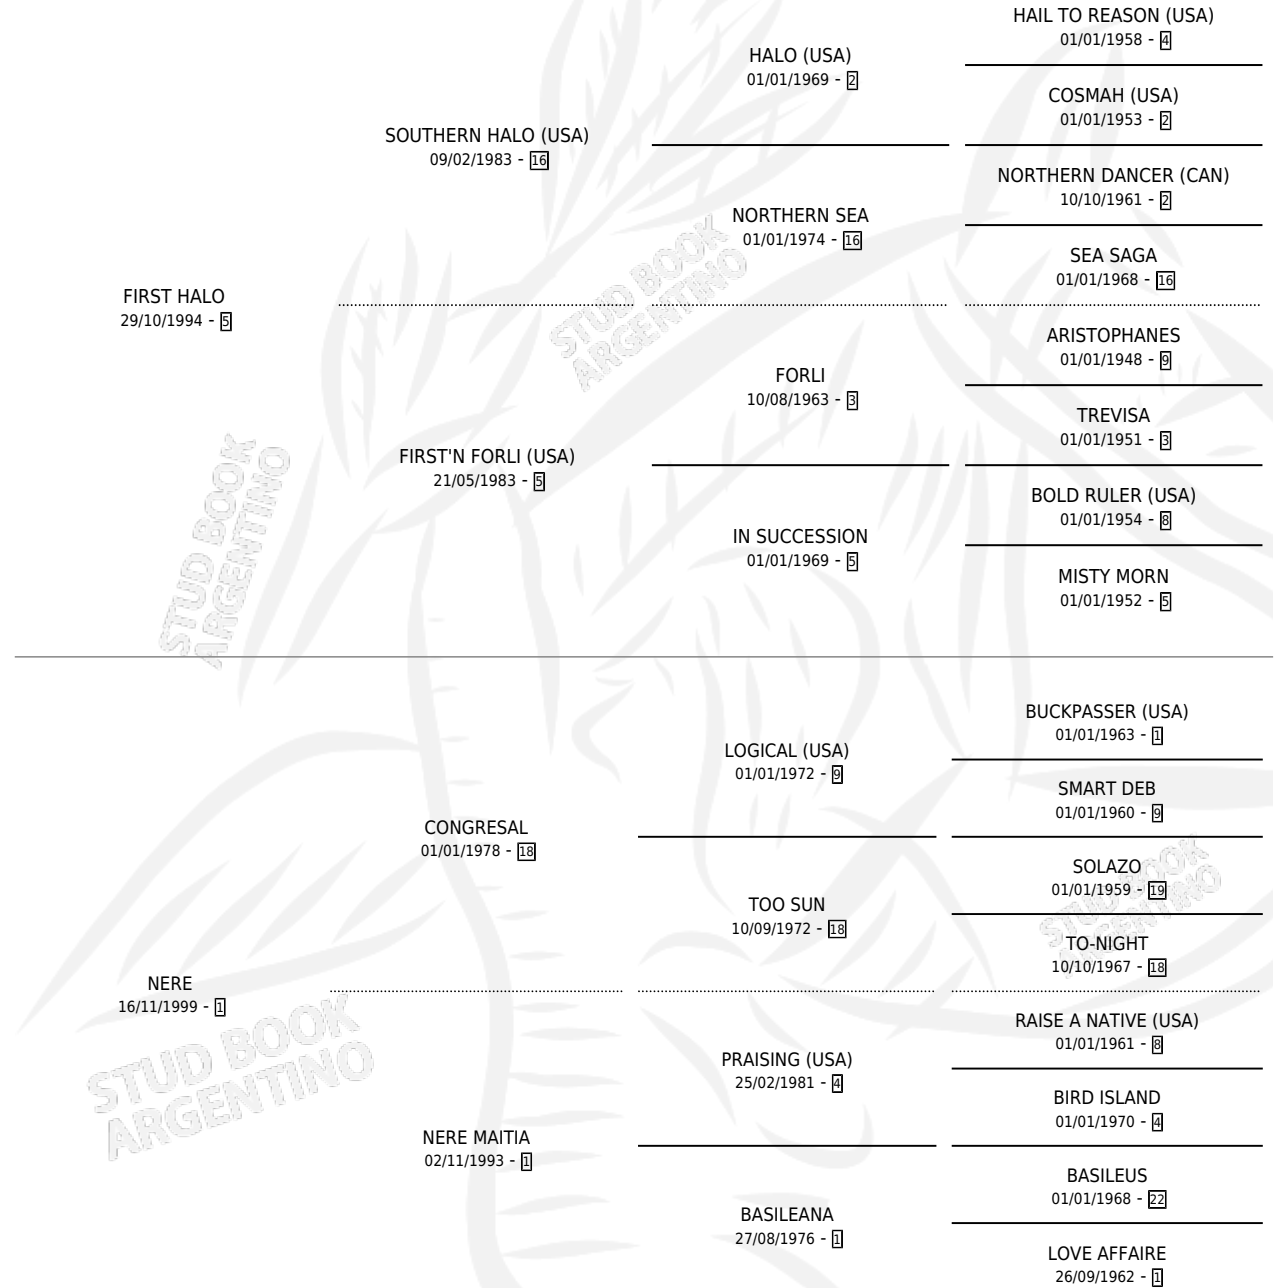 HAIL TO REASON (USA)
01/01/1958 - 4
HALO (USA)
01/01/1969 - 2
COSMAH (USA)
01/01/1953 - 2
SOUTHERN HALO (USA)
09/02/1983 - 16
NORTHERN DANCER (CAN)
10/10/1961 - 2
NORTHERN SEA
01/01/1974 - 16
SEA SAGA
01/01/1968 - 16
FIRST HALO
29/10/1994 - 5
STUD BOOK
ARGENTINO
ARISTOPHANES
01/01/1948 - 9
FORLI
10/08/1963 - 3
TREVISA
01/01/1951 - 3
FIRST'N FORLI (USA)
21/05/1983 - 5
BOLD RULER (USA)
01/01/1954 - 8
IN SUCCESSION
01/01/1969 - 5
MISTY MORN
01/01/1952 - 5
STUD BOOK
ARGENTINO
BUCKPASSER (USA)
01/01/1963 - 1
LOGICAL (USA)
01/01/1972 - 9
SMART DEB
01/01/1960 - 9
CONGRESAL
01/01/1978 - 18
SOLAZO
01/01/1959 - 19
TOO SUN
10/09/1972 - 18
STUD BOOK
ARGENTINO
TO-NIGHT
10/10/1967 - 18
NERE
16/11/1999 - 1
RAISE A NATIVE (USA)
01/01/1961 - 8
PRAISING (USA)
25/02/1981 - 4
STUD BOOK
ARGENTINO
BIRD ISLAND
01/01/1970 - 4
NERE MAITIA
02/11/1993 - 1
BASILEUS
01/01/1968 - 22
BASILEANA
27/08/1976 - 1
LOVE AFFAIRE
26/09/1962 - 1